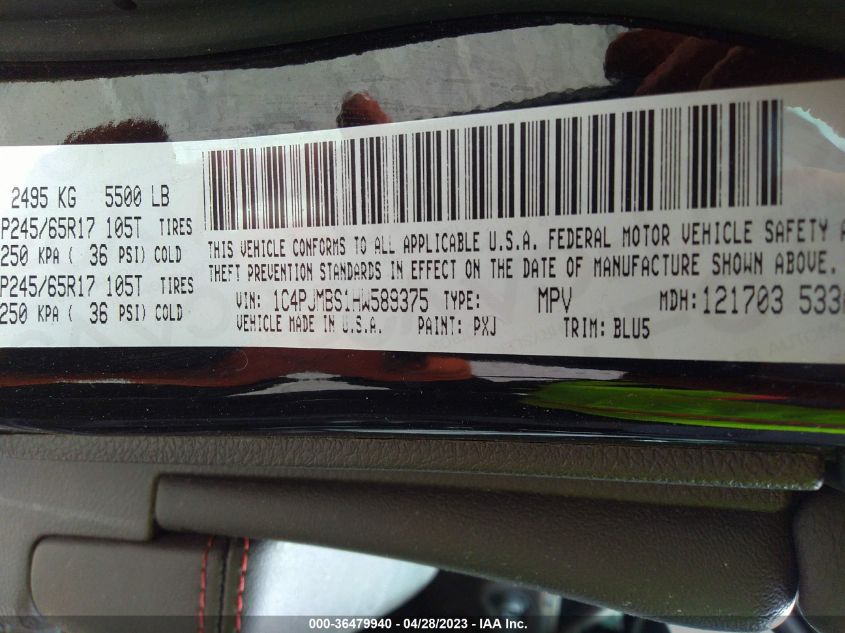 2495 KG 5500 LB
P245/65R17 105T TIRES
250 KPA ( 36 PSI) COLD
P245/65R17 105T TIRES
250 KPA ( 36 PSI) COLD
THIS VEHICLE CONFORMS TO ALL APPLICABLE U.S.A. FEDERAL MOTOR VEHICLE SAFETY A
THEFT PREVENTION STANDARDS IN EFFECT ON THE DATE OF MANUFACTURE SHOWN ABOVE.
VIN: 1C4PJMBS1HW589375 TYPE: MPV MDH: 121703 533
VEHICLE MADE IN U.S.A. PAINT: PXJ TRIM: BLU5
000-36479940 / 04/28/2023 - IAA Inc.